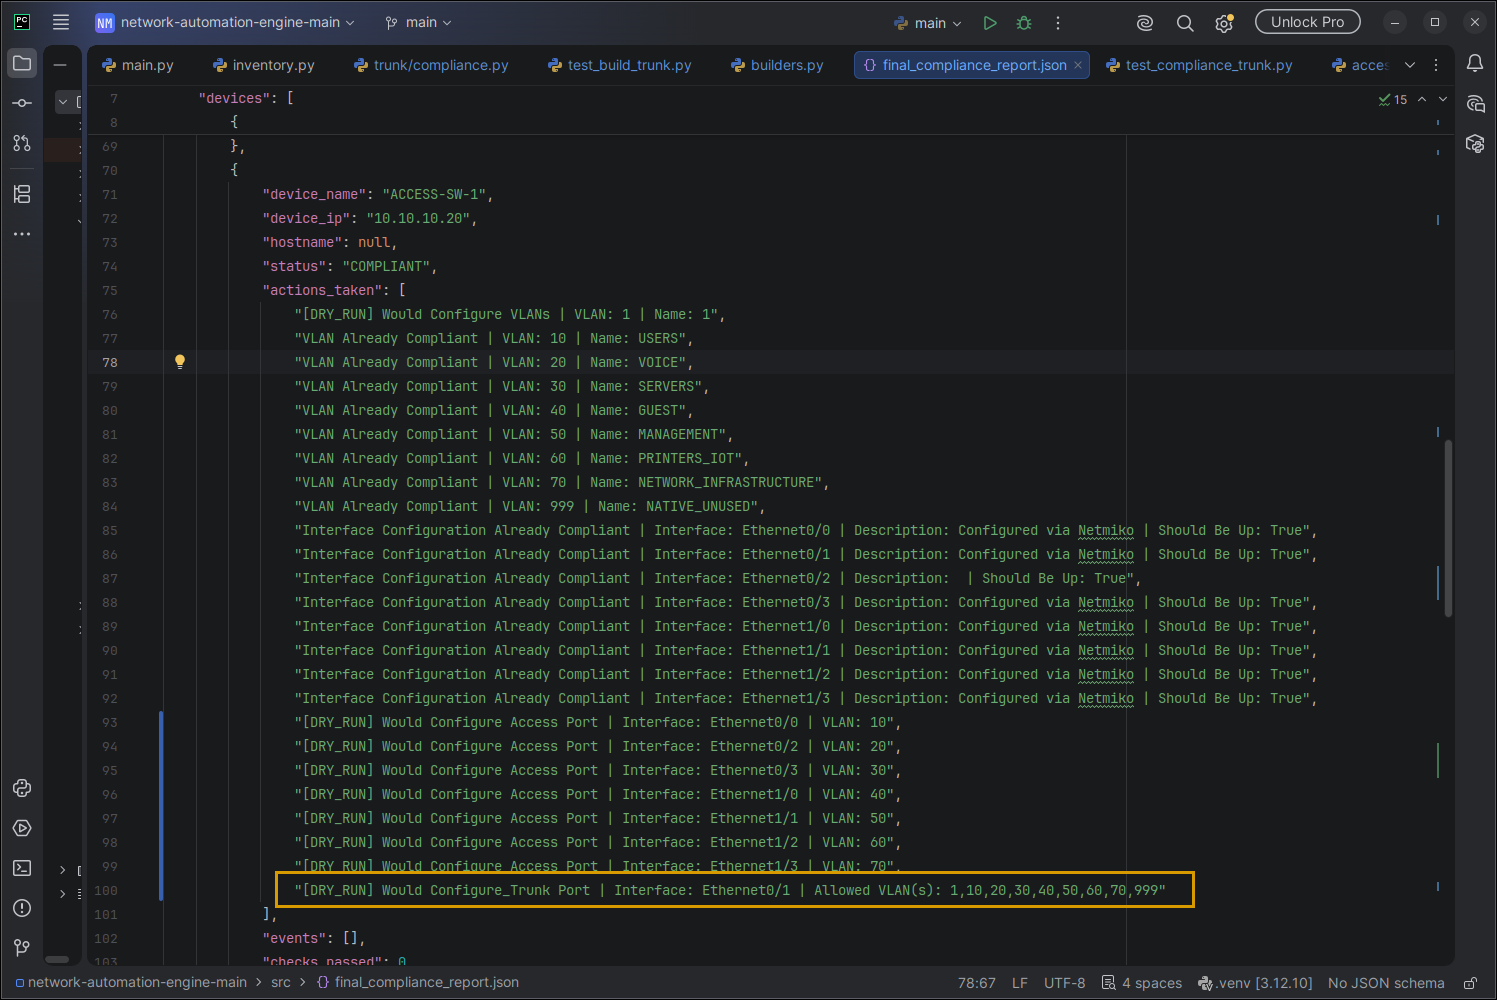 PC NM network-automation-engine-main main main Unlock Pro
main.py inventory.py trunk/compliance.py test_build_trunk.py builders.py {} final_compliance_report.json test_compliance_trunk.py acces
7 "devices": [ 15
8 {
69 },
70 {
71 "device_name": "ACCESS-SW-1",
72 "device_ip": "10.10.10.20",
73 "hostname": null,
74 "status": "COMPLIANT",
75 "actions_taken": [
76 "[DRY_RUN] Would Configure VLANs | VLAN: 1 | Name: 1",
77 "VLAN Already Compliant | VLAN: 10 | Name: USERS",
78 "VLAN Already Compliant | VLAN: 20 | Name: VOICE",
79 "VLAN Already Compliant | VLAN: 30 | Name: SERVERS",
80 "VLAN Already Compliant | VLAN: 40 | Name: GUEST",
81 "VLAN Already Compliant | VLAN: 50 | Name: MANAGEMENT",
82 "VLAN Already Compliant | VLAN: 60 | Name: PRINTERS_IOT",
83 "VLAN Already Compliant | VLAN: 70 | Name: NETWORK_INFRASTRUCTURE",
84 "VLAN Already Compliant | VLAN: 999 | Name: NATIVE_UNUSED",
85 "Interface Configuration Already Compliant | Interface: Ethernet0/0 | Description: Configured via Netmiko | Should Be Up: True",
86 "Interface Configuration Already Compliant | Interface: Ethernet0/1 | Description: Configured via Netmiko | Should Be Up: True",
87 "Interface Configuration Already Compliant | Interface: Ethernet0/2 | Description:  | Should Be Up: True",
88 "Interface Configuration Already Compliant | Interface: Ethernet0/3 | Description: Configured via Netmiko | Should Be Up: True",
89 "Interface Configuration Already Compliant | Interface: Ethernet1/0 | Description: Configured via Netmiko | Should Be Up: True",
90 "Interface Configuration Already Compliant | Interface: Ethernet1/1 | Description: Configured via Netmiko | Should Be Up: True",
91 "Interface Configuration Already Compliant | Interface: Ethernet1/2 | Description: Configured via Netmiko | Should Be Up: True",
92 "Interface Configuration Already Compliant | Interface: Ethernet1/3 | Description: Configured via Netmiko | Should Be Up: True",
93 "[DRY_RUN] Would Configure Access Port | Interface: Ethernet0/0 | VLAN: 10",
94 "[DRY_RUN] Would Configure Access Port | Interface: Ethernet0/2 | VLAN: 20",
95 "[DRY_RUN] Would Configure Access Port | Interface: Ethernet0/3 | VLAN: 30",
96 "[DRY_RUN] Would Configure Access Port | Interface: Ethernet1/0 | VLAN: 40",
97 "[DRY_RUN] Would Configure Access Port | Interface: Ethernet1/1 | VLAN: 50",
98 "[DRY_RUN] Would Configure Access Port | Interface: Ethernet1/2 | VLAN: 60",
99 "[DRY_RUN] Would Configure Access Port | Interface: Ethernet1/3 | VLAN: 70",
100 "[DRY_RUN] Would Configure_Trunk Port | Interface: Ethernet0/1 | Allowed VLAN(s): 1,10,20,30,40,50,60,70,999"
101 ],
102 "events": [],
103 "checks_passed": 0
network-automation-engine-main > src > {} final_compliance_report.json 78:67 LF UTF-8 4 spaces .venv [3.12.10] No JSON schema